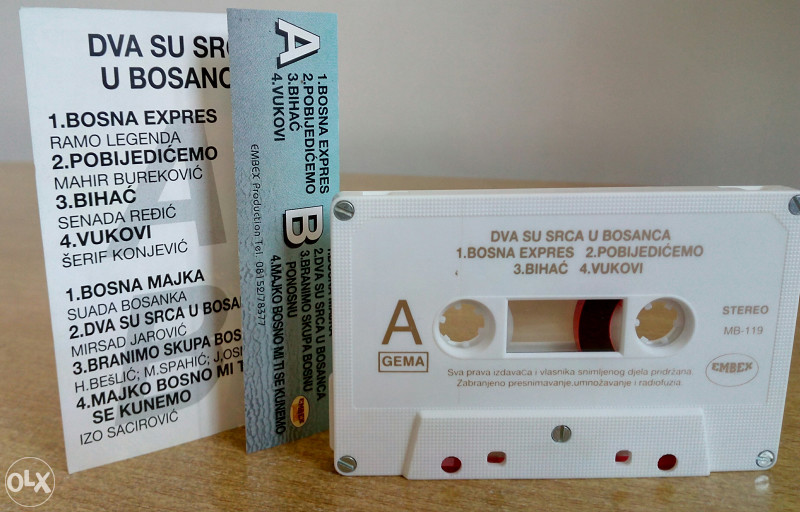 DVA SU SRC
U BOSANC
1.BOSNA EXPRES
RAMO LEGENDA
2.POBIJEDIĆEMO
MAHIR BUREKOVIĆ
3.BIHAĆ
SENADA REDIĆ
4.VUKOVI
ŠERIF KONJEVIĆ
1.BOSNA MAJKA
SUADA BOSANKA
2.DVA SU SRCA U BOSA
MIRSAD JAROVIĆ
3.BRANIMO SKUPA BOS
H.BEŠLIĆ; M.SPAHIĆ; J,OS
4.MAJKO BOSNO MI T
SE KUNEMO
IZO SACIROVIĆ
A
B
A
1.BOSNA EXPRES
2,POBIJEDIĆEMO
3.BIHAĆ
4.VUKOVI
EMBEX Production Tel. 08152/78377
B
2.DVA SU SRCA U BOSANCA
3.BRANIMO SKUPA BOSNU
PONOSNU
4.MAJKO BOSNO MI TI SE KUNEMO
EMBEX
DVA SU SRCA U BOSANCA
1.BOSNA EXPRES 2.POBIJEDIĆEMO
3.BIHAĆ 4.VUKOVI
A
GEMA
STEREO
MB-119
EMBEX
Sva prava izdavaća i vlasnika snimljenog djela pridržana.
Zabranjeno presnimavanje,umnožavanje i radiofuzia.
OLX